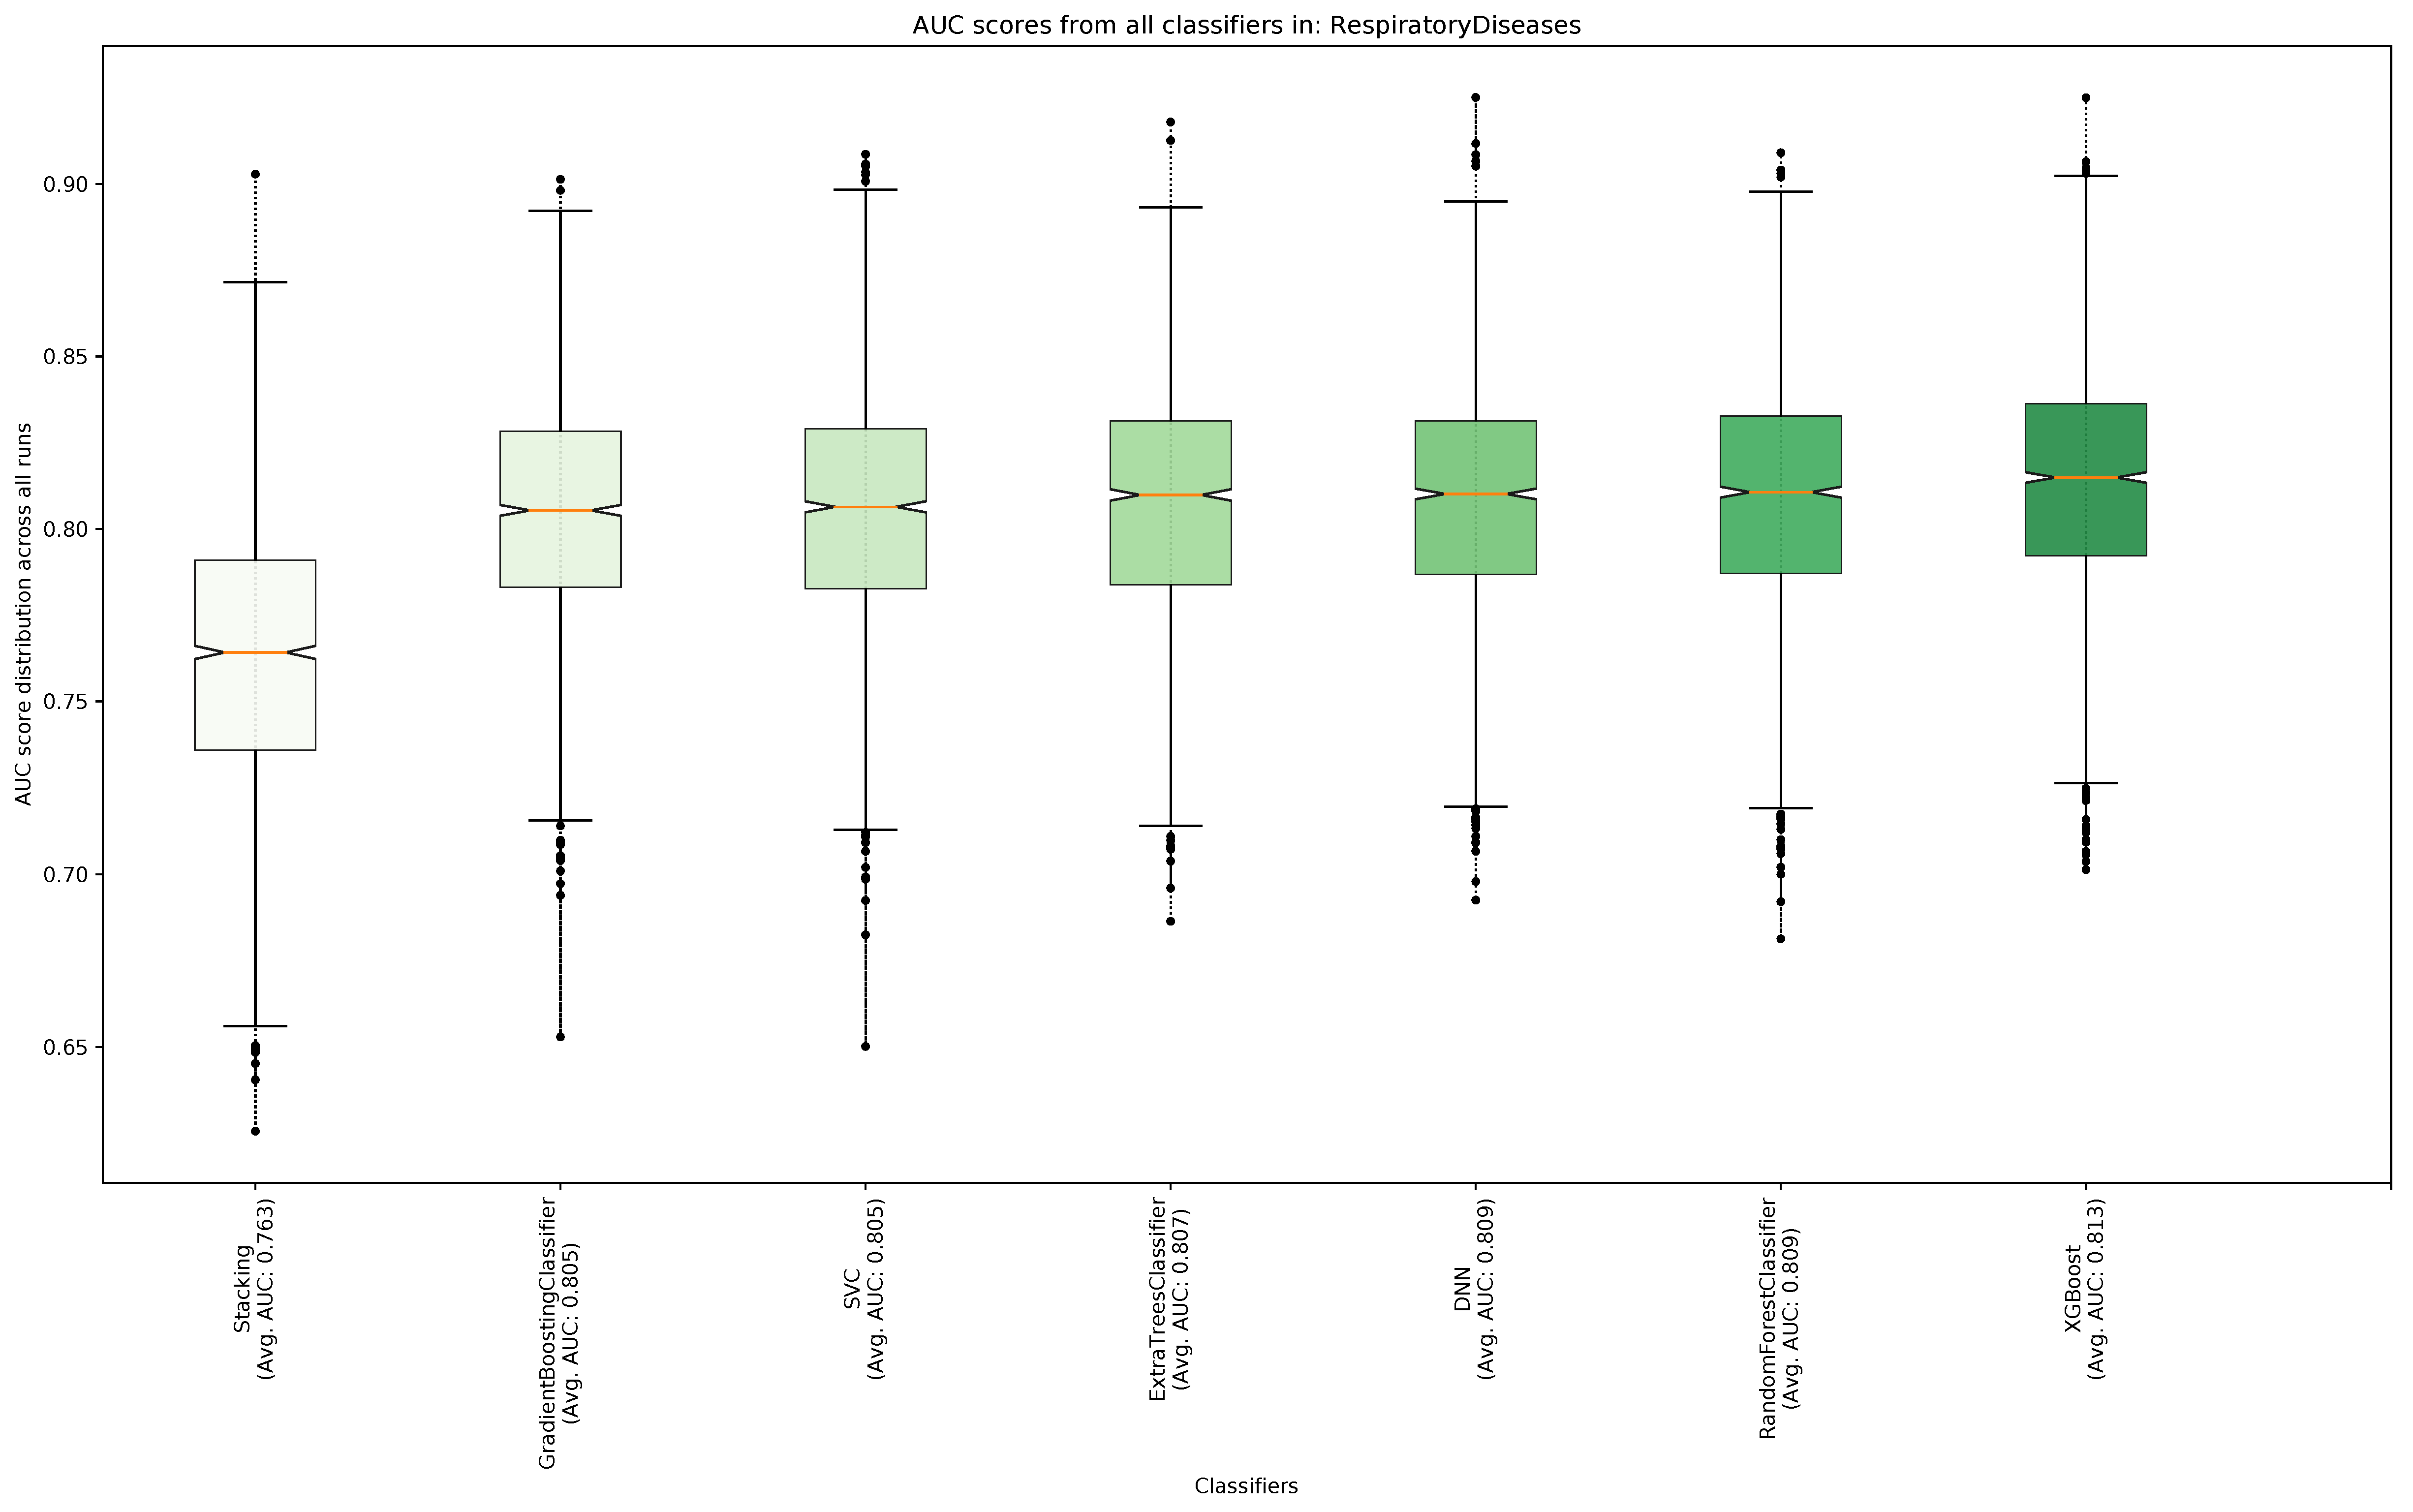 AUC scores from all classifiers in: RespiratoryDiseases
AUC score distribution across all runs
0.90
0.85
0.80
0.75
0.70
0.65
Stacking
(Avg. AUC: 0.763)
GradientBoostingClassifier
(Avg. AUC: 0.805)
SVC
(Avg. AUC: 0.805)
ExtraTreesClassifier
(Avg. AUC: 0.807)
DNN
(Avg. AUC: 0.809)
RandomForestClassifier
(Avg. AUC: 0.809)
XGBoost
(Avg. AUC: 0.813)
Classifiers